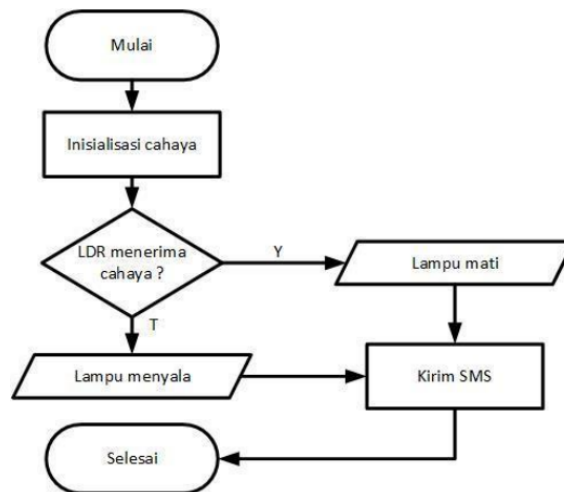 Mulai
Inisialisasi cahaya
LDR menerima
cahaya ?
Y
Lampu mati
T
Lampu menyala
Kirim SMS
Selesai